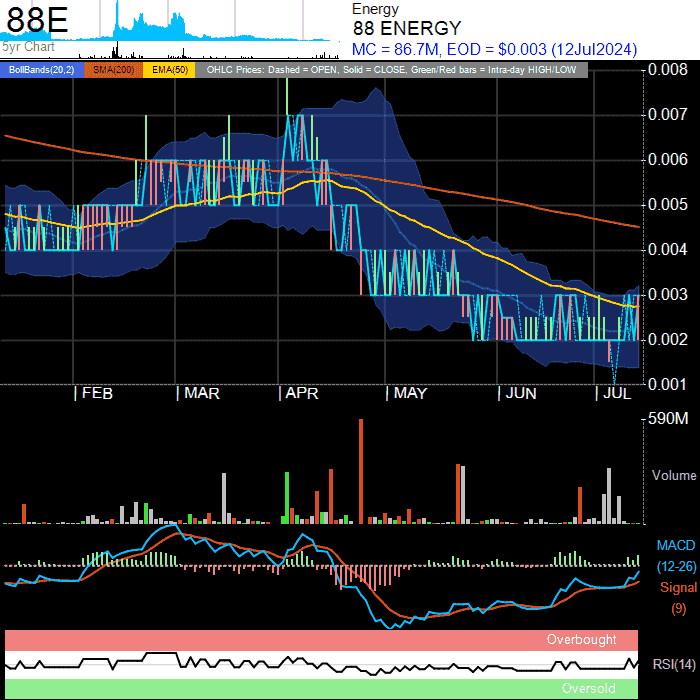 88E
5yr Chart
Energy
88 ENERGY
MC = 86.7M, EOD = $0.003 (12Jul2024)
BollBands(20,2) SMA(200) EMA(50) OHLC Prices: Dashed = OPEN, Solid = CLOSE, Green/Red bars = Intra-day HIGH/LOW
0.008
0.007
0.006
0.005
0.004
0.003
0.002
0.001
FEB MAR APR MAY JUN JUL
590M
Volume
MACD
(12-26)
Signal
(9)
Overbought
RSI(14)
Oversold